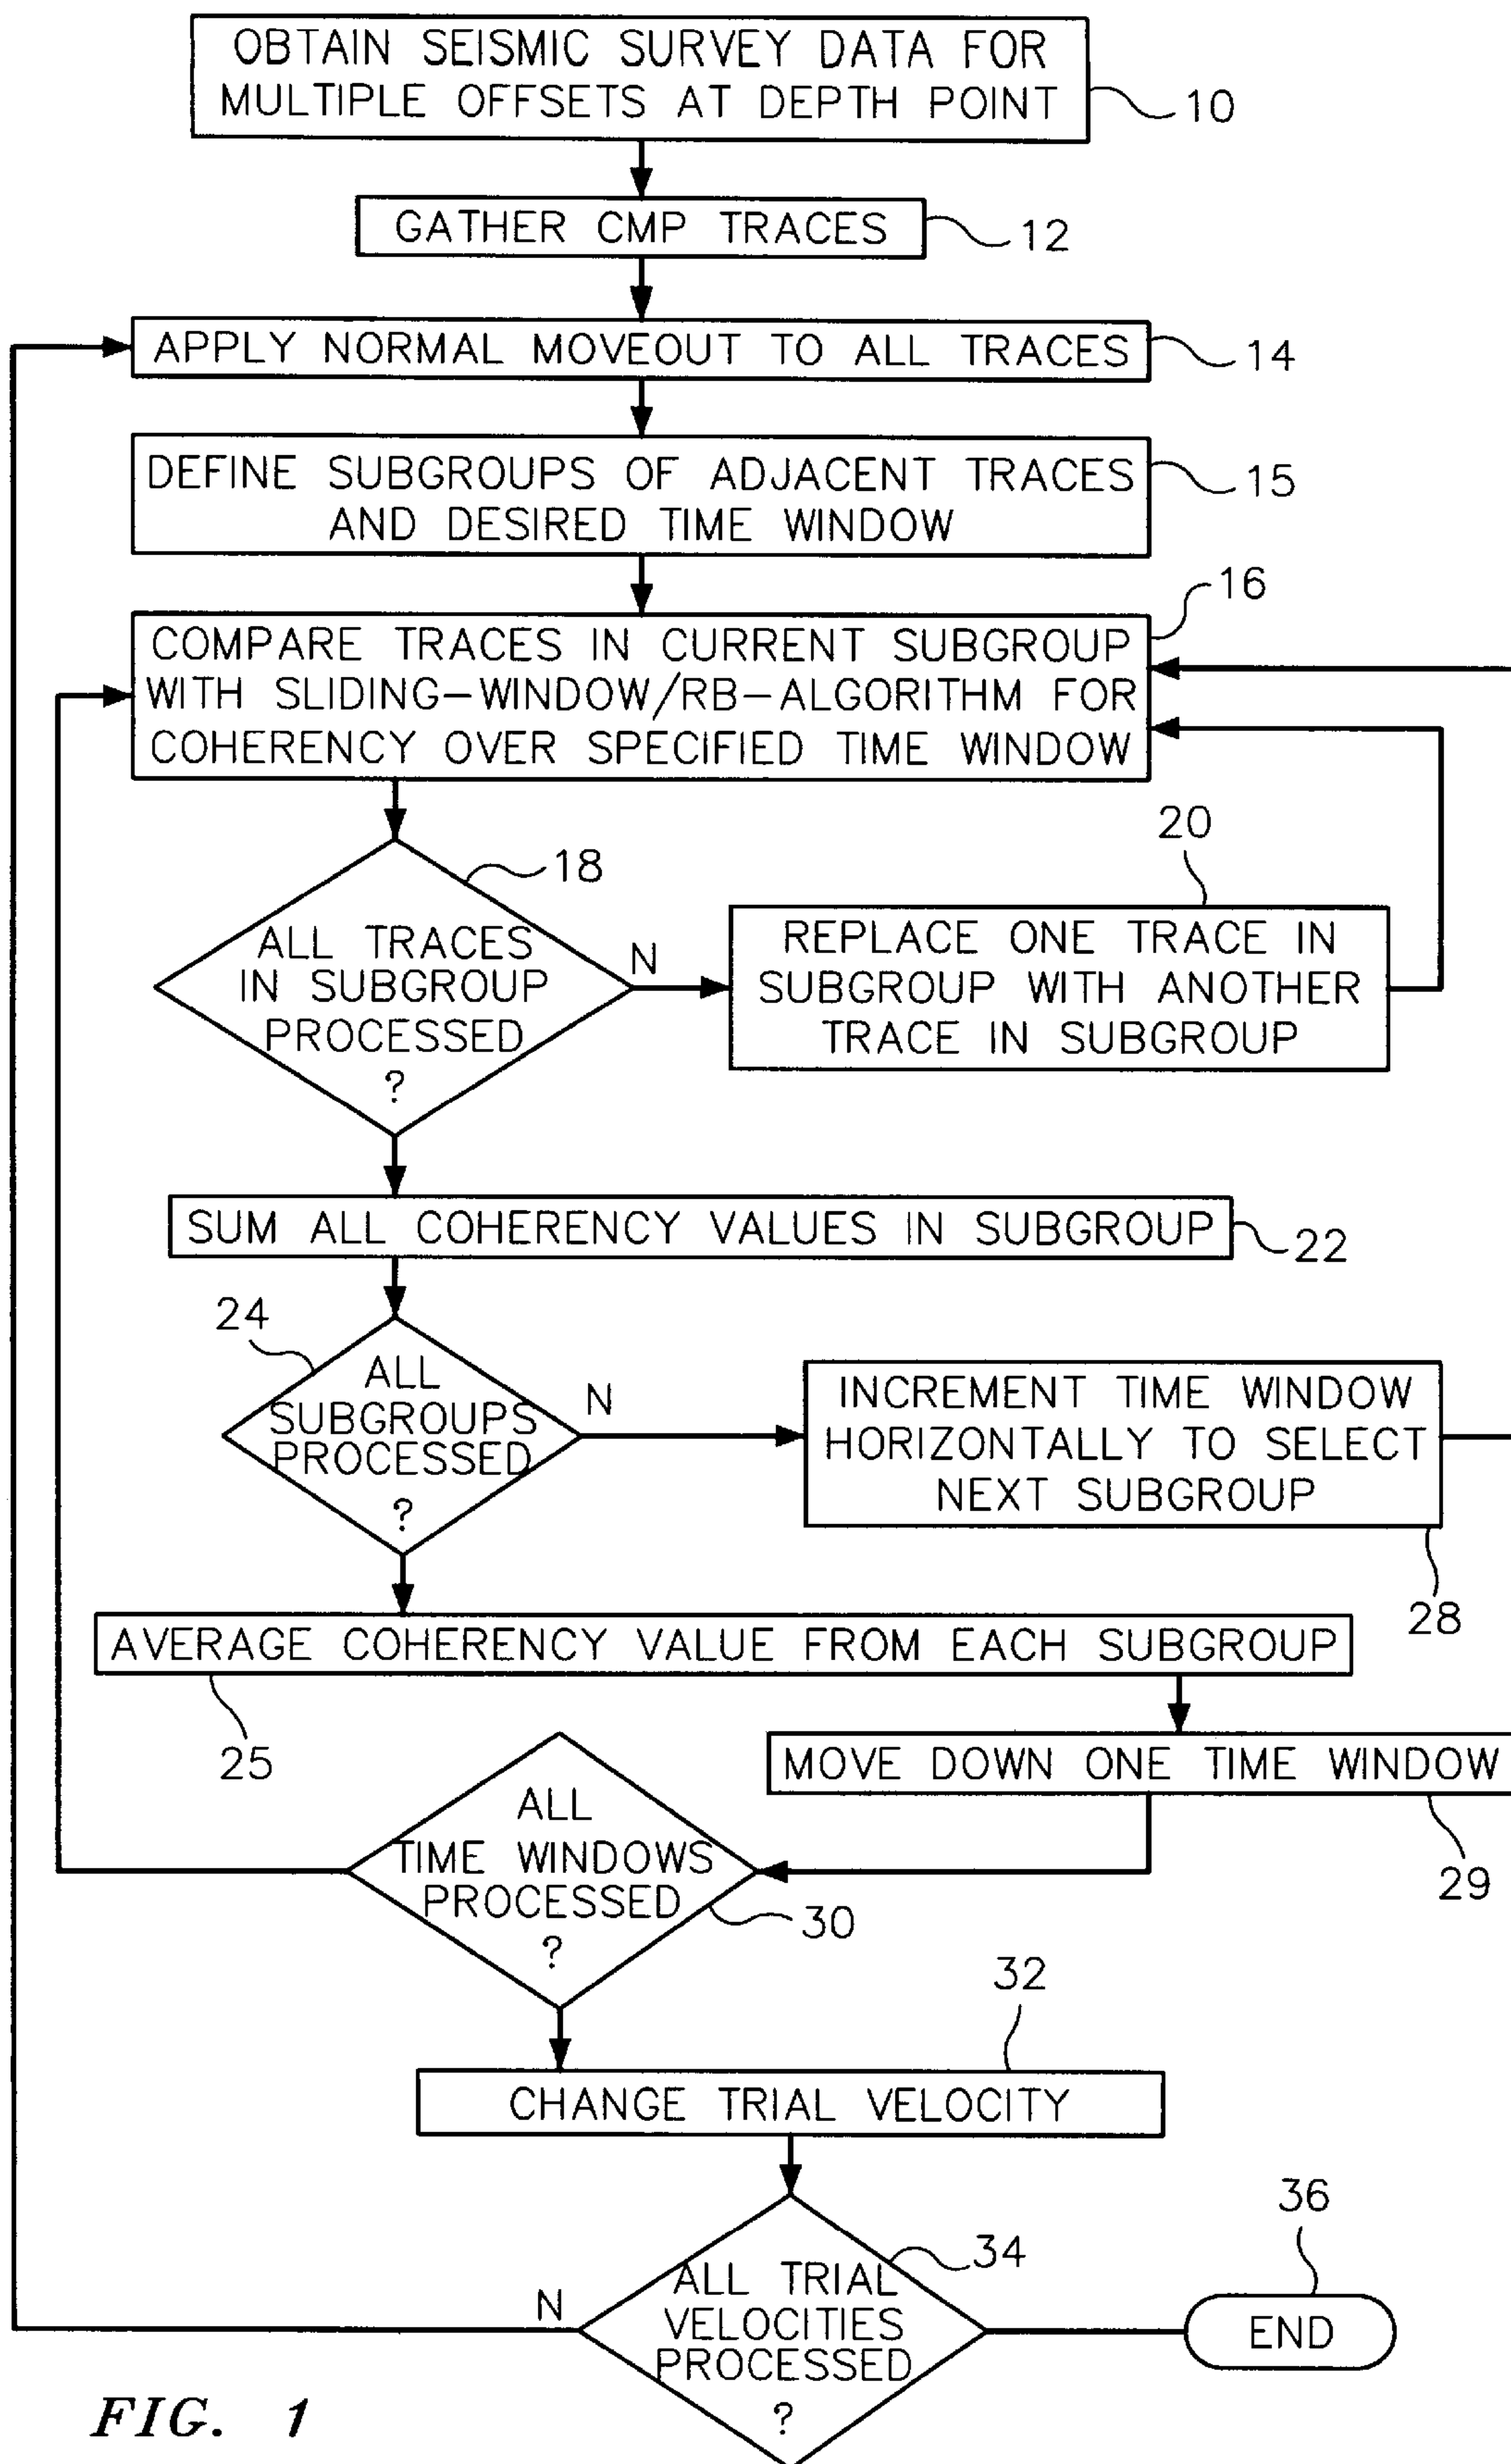 OBTAIN SEISMIC SURVEY DATA FOR
MULTIPLE OFFSETS AT DEPTH POINT
10
GATHER CMP TRACES
12
APPLY NORMAL MOVEOUT TO ALL TRACES
14
DEFINE SUBGROUPS OF ADJACENT TRACES
AND DESIRED TIME WINDOW
15
16
COMPARE TRACES IN CURRENT SUBGROUP
WITH SLIDING-WINDOW/RB-ALGORITHM FOR
COHERENCY OVER SPECIFIED TIME WINDOW
18
ALL TRACES
IN SUBGROUP
PROCESSED
?
N
20
REPLACE ONE TRACE IN
SUBGROUP WITH ANOTHER
TRACE IN SUBGROUP
SUM ALL COHERENCY VALUES IN SUBGROUP
22
24
ALL
SUBGROUPS
PROCESSED
?
N
INCREMENT TIME WINDOW
HORIZONTALLY TO SELECT
NEXT SUBGROUP
28
AVERAGE COHERENCY VALUE FROM EACH SUBGROUP
25
MOVE DOWN ONE TIME WINDOW
29
ALL
TIME WINDOWS
PROCESSED
?
30
32
CHANGE TRIAL VELOCITY
34
ALL TRIAL
VELOCITIES
PROCESSED
?
N
36
END
FIG. 1